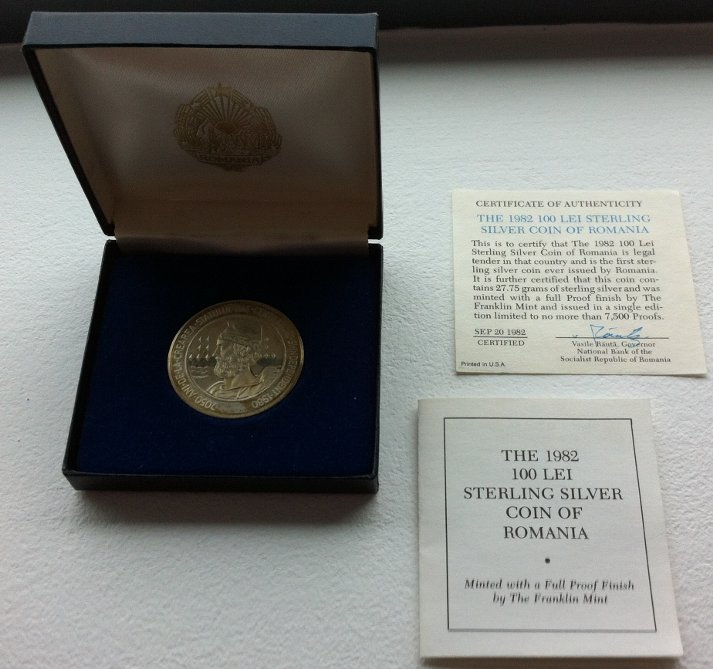 ROMANIA
2050
CERTIFICATE OF AUTHENTICITY
THE 1982 100 LEI STERLING
SILVER COIN OF ROMANIA
This is to certify that The 1982 100 Lei
Sterling Silver Coin of Romania is legal
tender in that country and is the first ster-
ling silver coin ever issued by Romania.
It is further certified that this coin con-
tains 27.75 grams of sterling silver and was
minted with a full Proof finish by The
Franklin Mint and issued in a single edi-
tion limited to no more than 7,500 Proofs.
SEP 20 1982
CERTIFIED
Vasile Răută, Governor
National Bank of the
Socialist Republic of Romania
Printed in U.S.A.
THE 1982
100 LEI
STERLING SILVER
COIN OF
ROMANIA
Minted with a Full Proof Finish
by The Franklin Mint